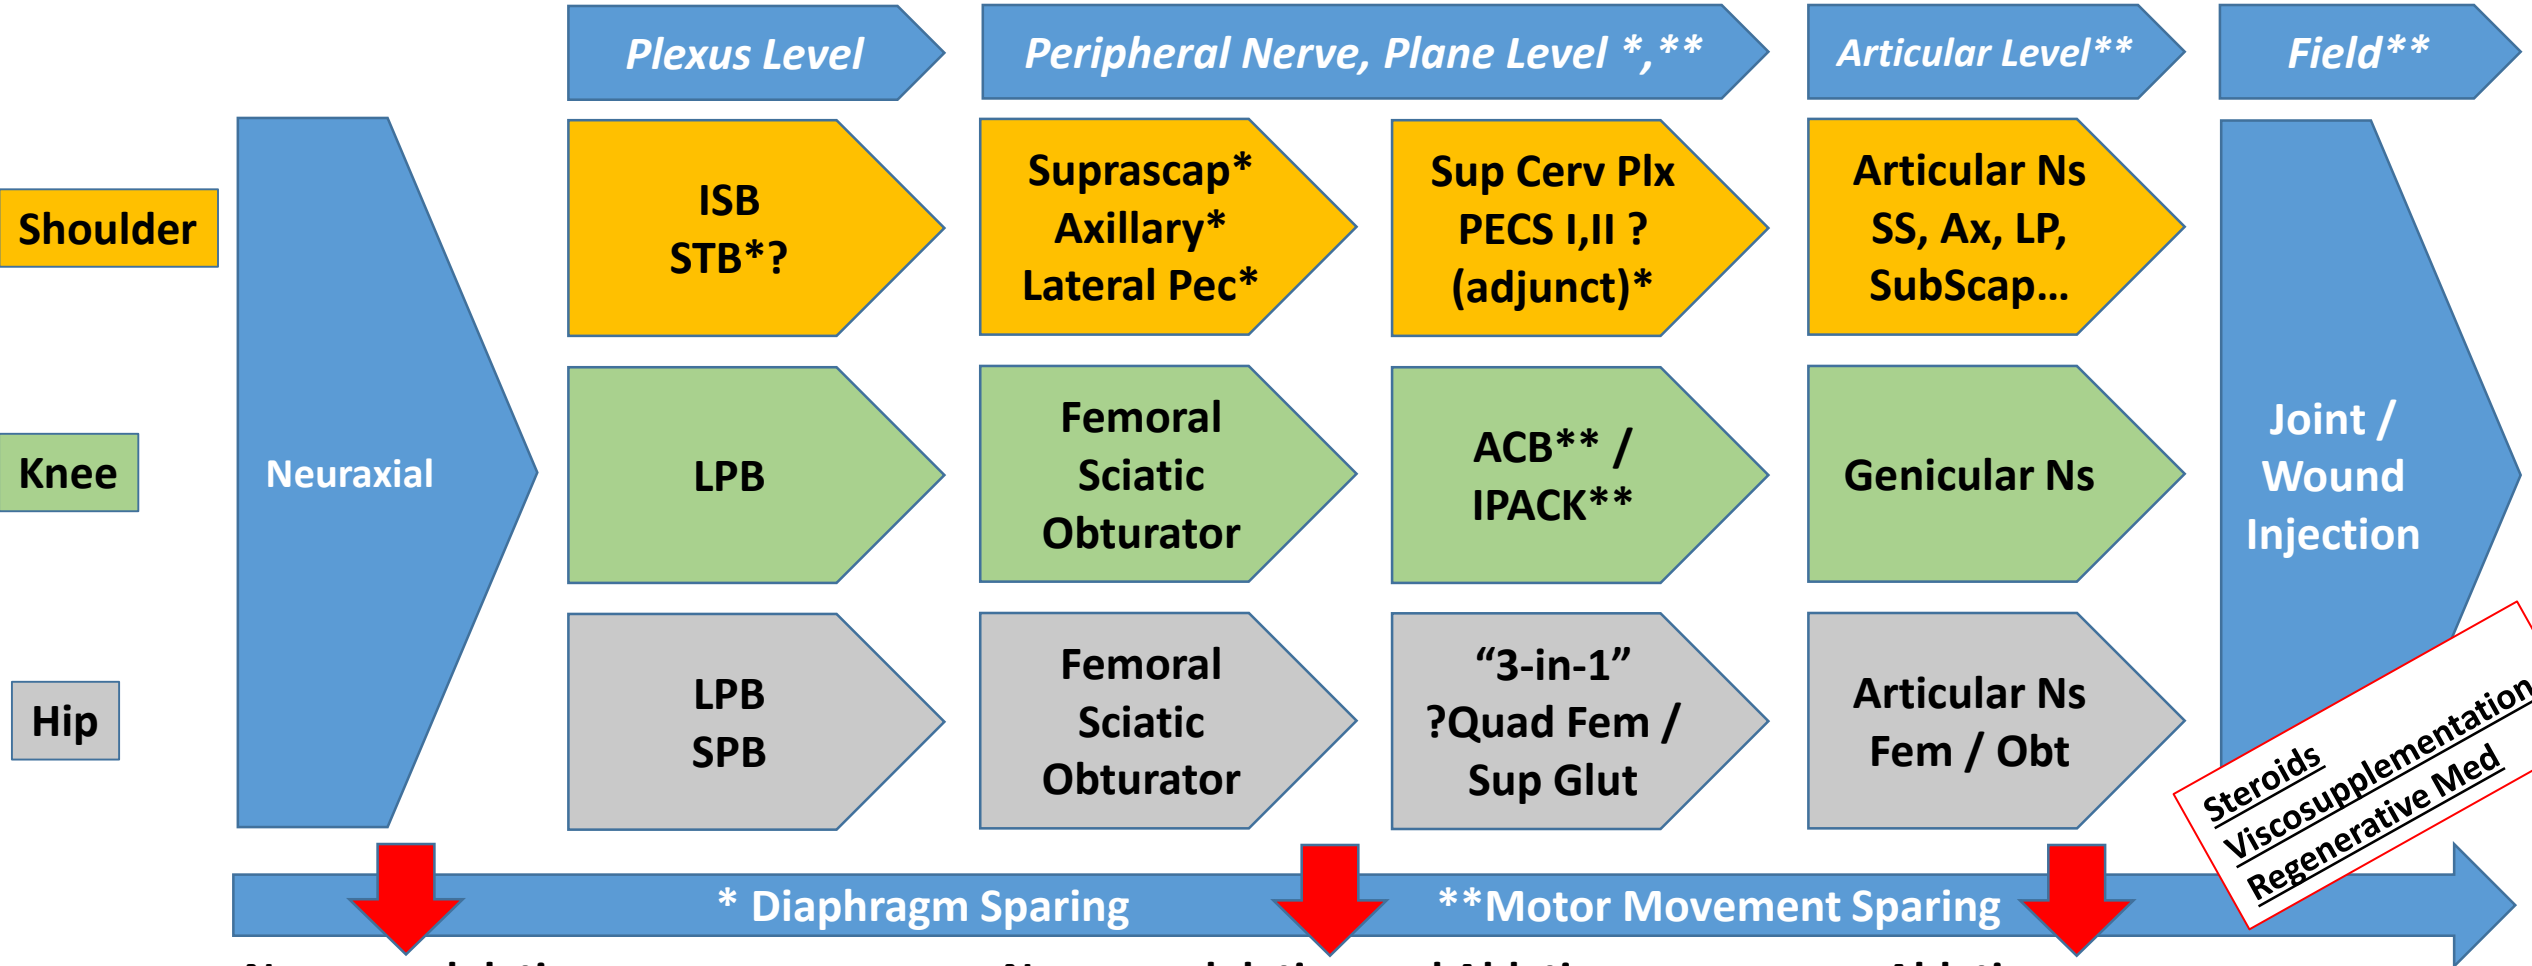 Plexus Level
Peripheral Nerve, Plane Level *,**
Articular Level**
Field**
Shoulder
Knee
Hip
Neuraxial
ISB
STB*?
Suprascap*
Axillary*
Lateral Pec*
Sup Cerv Plx
PECS I,II ?
(adjunct)*
Articular Ns
SS, Ax, LP,
SubScap...
LPB
Femoral
Sciatic
Obturator
ACB** /
IPACK**
Genicular Ns
LPB
SPB
Femoral
Sciatic
Obturator
“3-in-1”
?Quad Fem /
Sup Glut
Articular Ns
Fem / Obt
Joint /
Wound
Injection
Steroids
Viscosupplementation
Regenerative Med
* Diaphragm Sparing
**Motor Movement Sparing